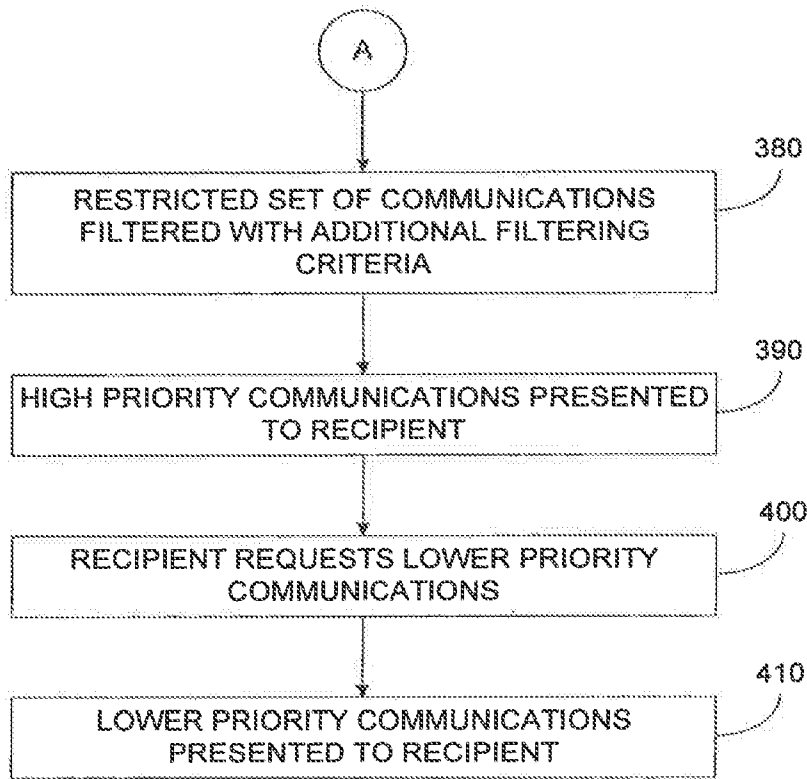 A
380
RESTRICTED SET OF COMMUNICATIONS
FILTERED WITH ADDITIONAL FILTERING
CRITERIA
390
HIGH PRIORITY COMMUNICATIONS PRESENTED
TO RECIPIENT
400
RECIPIENT REQUESTS LOWER PRIORITY
COMMUNICATIONS
410
LOWER PRIORITY COMMUNICATIONS
PRESENTED TO RECIPIENT